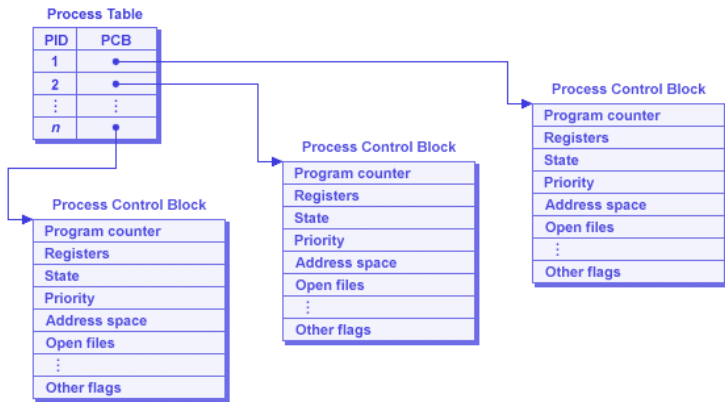 Process Table
PID PCB
1
2
⋮ ⋮
n
Process Control Block
Program counter
Registers
State
Priority
Address space
Open files
⋮
Other flags
Process Control Block
Program counter
Registers
State
Priority
Address space
Open files
⋮
Other flags
Process Control Block
Program counter
Registers
State
Priority
Address space
Open files
⋮
Other flags